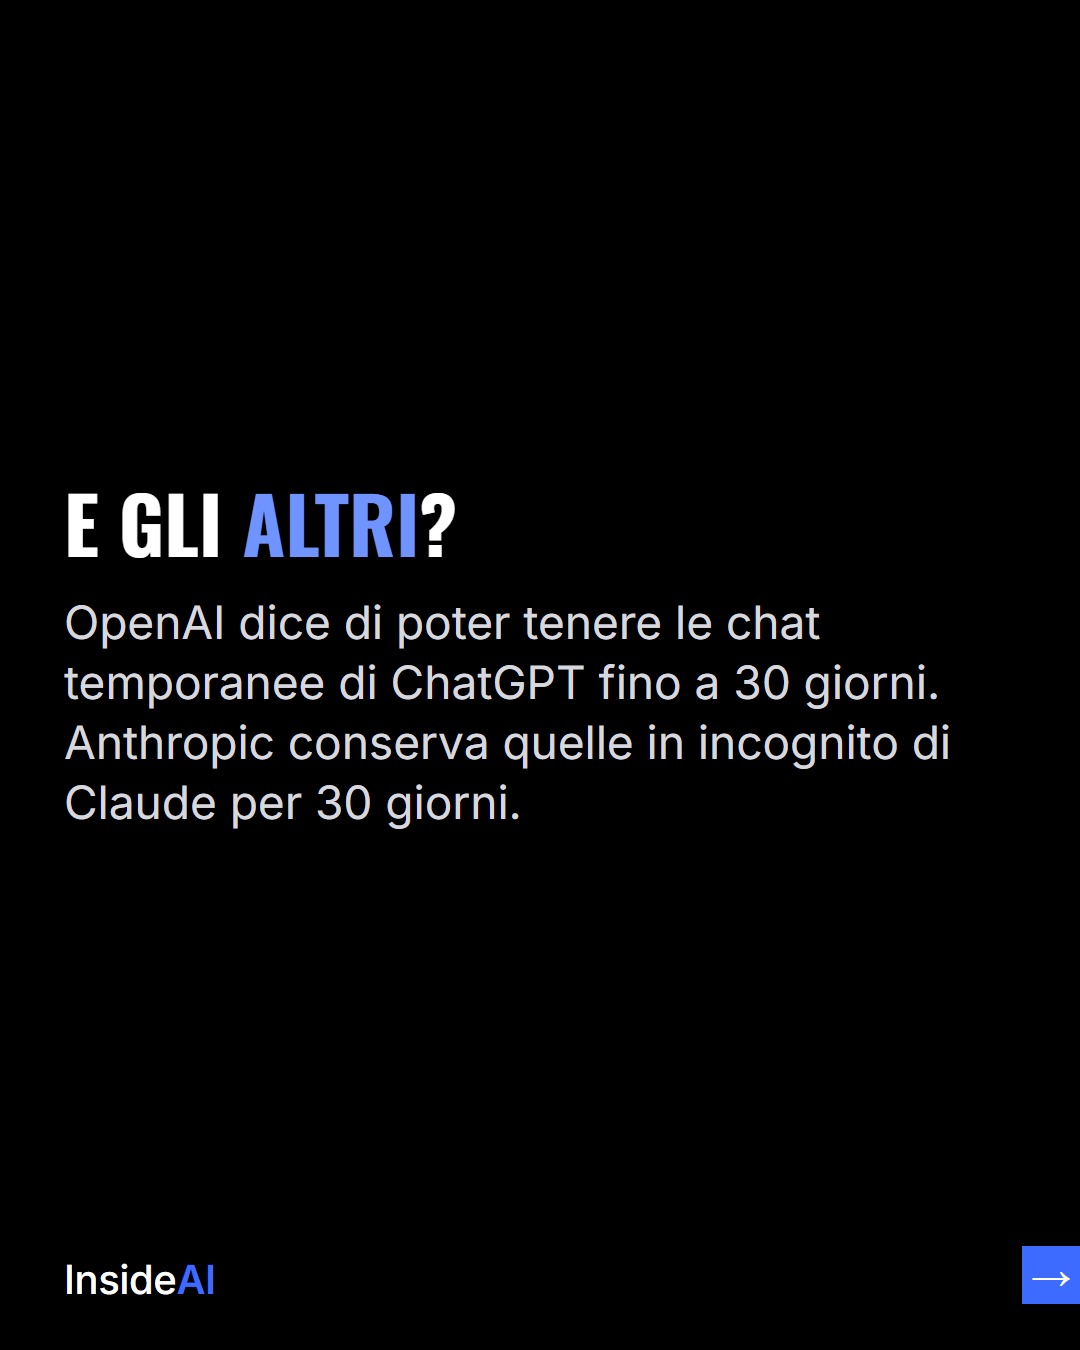 E GLI ALTRI?
OpenAI dice di poter tenere le chat
temporanee di ChatGPT fino a 30 giorni.
Anthropic conserva quelle in incognito di
Claude per 30 giorni.
InsideAI
→